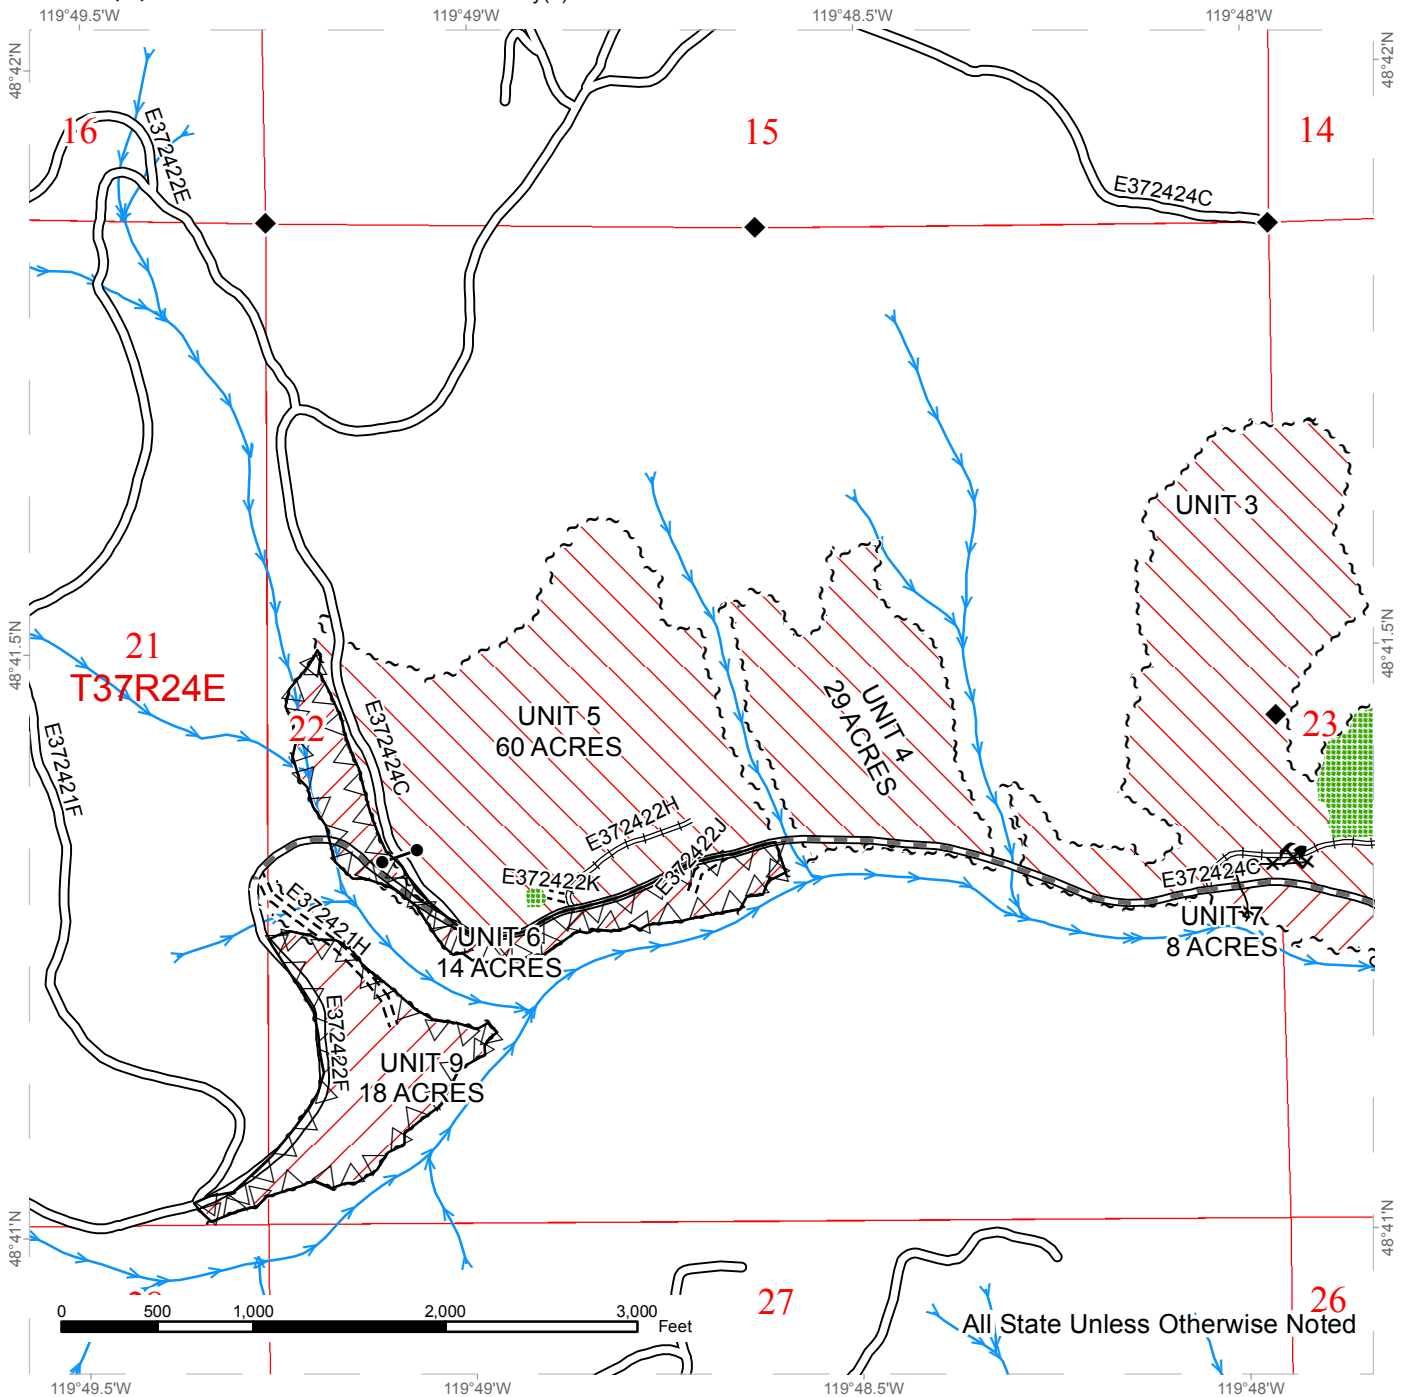 119°49.5'W
119°49'W
119°48.5'W
119°48'W
48°42'N
48°42'N
16
15
14
E372422E
E372424C
UNIT 3
48°41.5'N
48°41.5'N
21
T37R24E
22
23
E372421F
E372424C
UNIT 5
60 ACRES
UNIT 4
29 ACRES
E372422H
E372422J
E372422K
E372424C
E372421H
UNIT 6
14 ACRES
UNIT 7
8 ACRES
E372422F
UNIT 9
18 ACRES
48°41'N
48°41'N
27
26
0 500 1,000 2,000 3,000
Feet
All State Unless Otherwise Noted
119°49.5'W
119°49'W
119°48.5'W
119°48'W